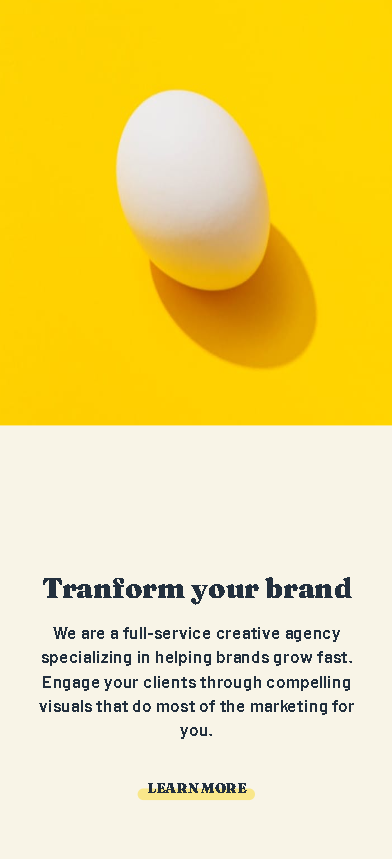 Tranform your brand
We are a full-service creative agency
specializing in helping brands grow fast.
Engage your clients through compelling
visuals that do most of the marketing for
you.
LEARN MORE